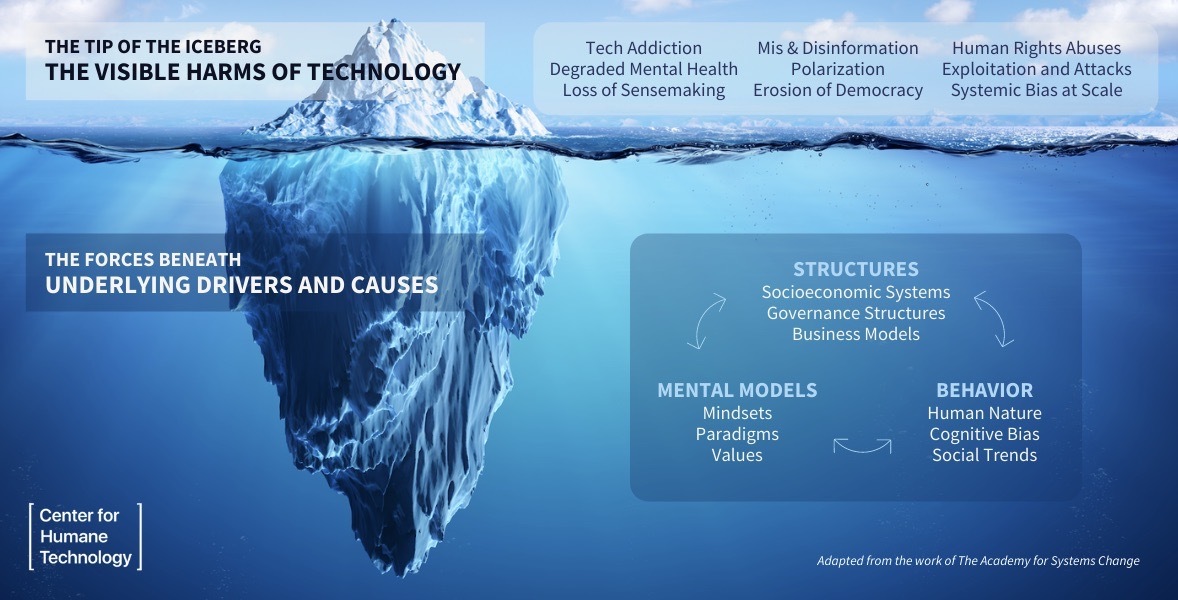 THE TIP OF THE ICEBERG
THE VISIBLE HARMS OF TECHNOLOGY
Tech Addiction
Degraded Mental Health
Loss of Sensemaking
Mis & Disinformation
Polarization
Erosion of Democracy
Human Rights Abuses
Exploitation and Attacks
Systemic Bias at Scale
THE FORCES BENEATH
UNDERLYING DRIVERS AND CAUSES
STRUCTURES
Socioeconomic Systems
Governance Structures
Business Models
MENTAL MODELS
Mindsets
Paradigms
Values
BEHAVIOR
Human Nature
Cognitive Bias
Social Trends
Center for
Humane
Technology
Adapted from the work of The Academy for Systems Change